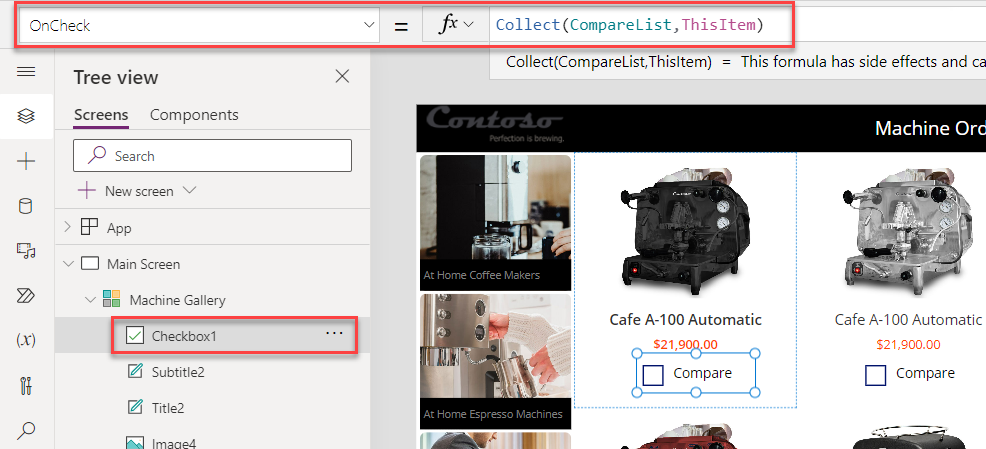 OnCheck
=
fx
Collect(CompareList,ThisItem)
Collect(CompareList,ThisItem) = This formula has side effects and ca
Tree view
Screens
Components
Search
New screen
App
Main Screen
Machine Gallery
Checkbox1
Subtitle2
Title2
Image4
(x)
Contoso
Perfection is brewing.
Machine Ord
At Home Coffee Makers
At Home Espresso Machines
Cafe A-100 Automatic
$21,900.00
Compare
Cafe A-100 Automatic
$21,900.00
Compare